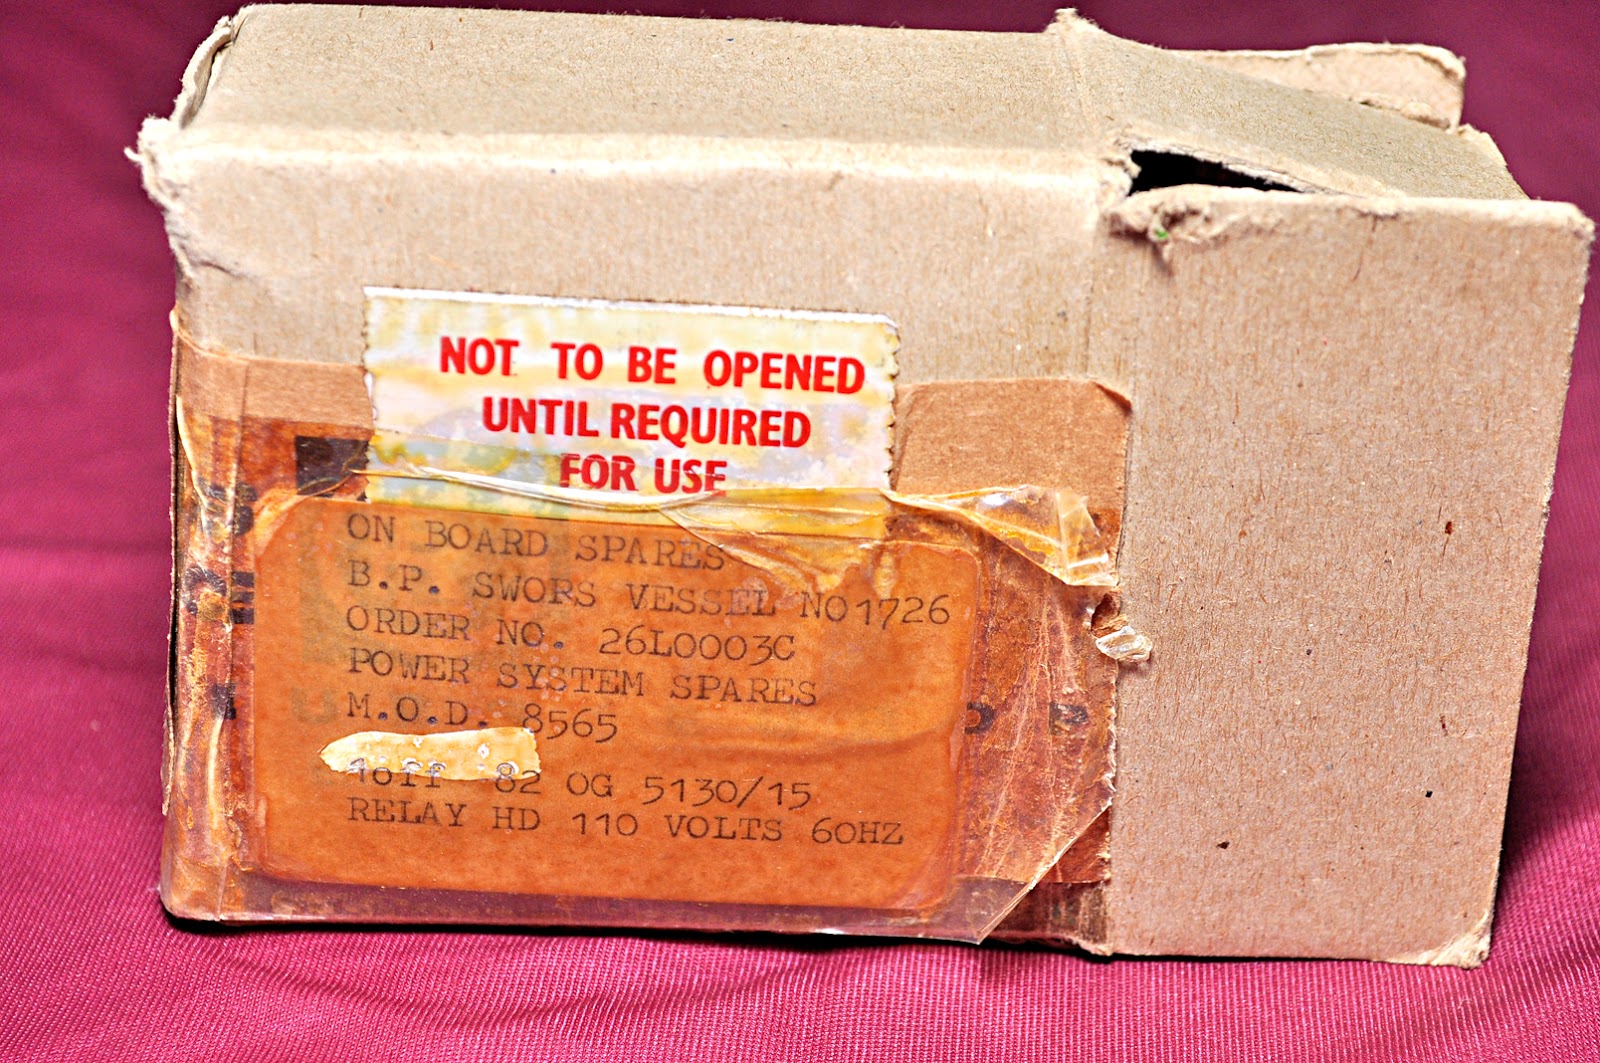 NOT TO BE OPENED
UNTIL REQUIRED
FOR USE
ON BOARD SPARES
B.P. SWORS VESSEL NO1726
ORDER NO. 26L0003C
POWER SYSTEM SPARES
M.O.D. 8565
4off 82 OG 5130/15
RELAY HD 110 VOLTS 60HZ